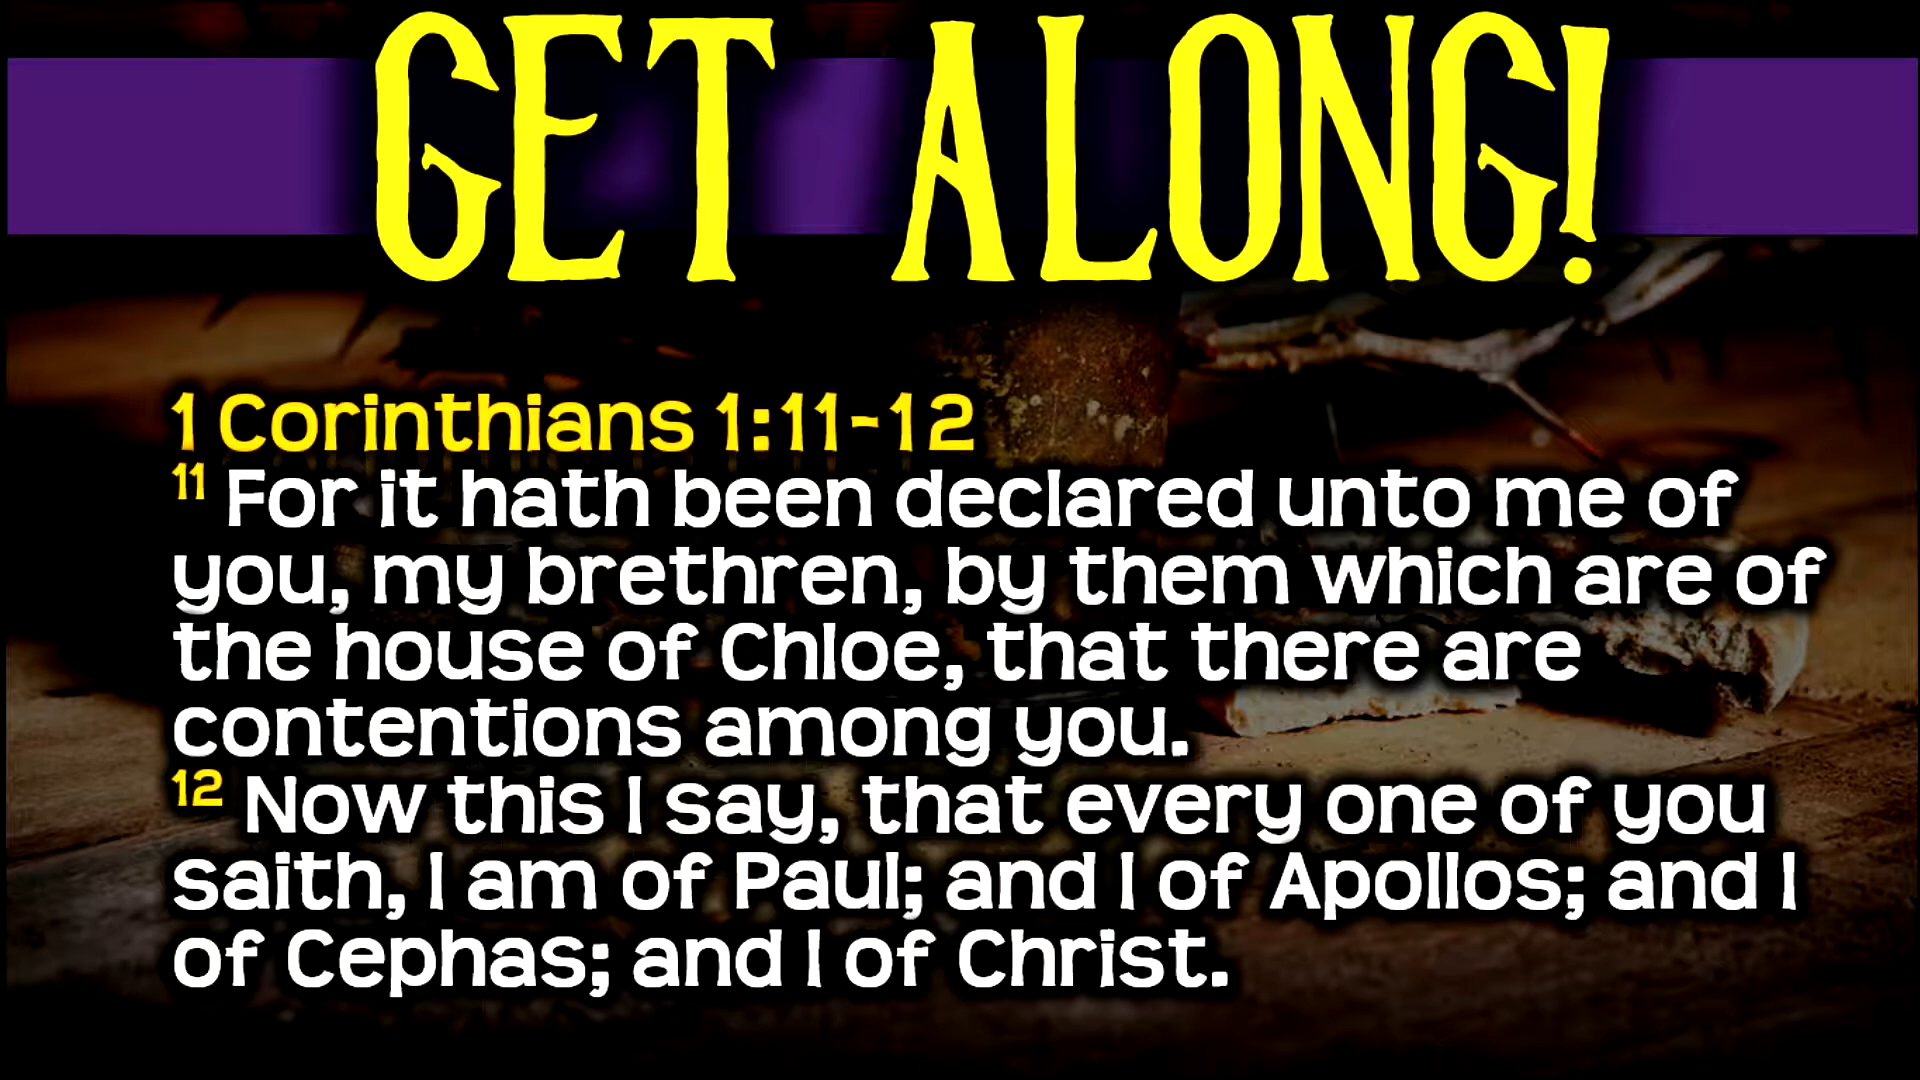 GET ALONG!
1 Corinthians 1:11-12
11 For it hath been declared unto me of
you, my brethren, by them which are of
the house of Chloe, that there are
contentions among you.
12 Now this I say, that every one of you
saith, I am of Paul; and I of Apollos; and I
of Cephas; and I of Christ.